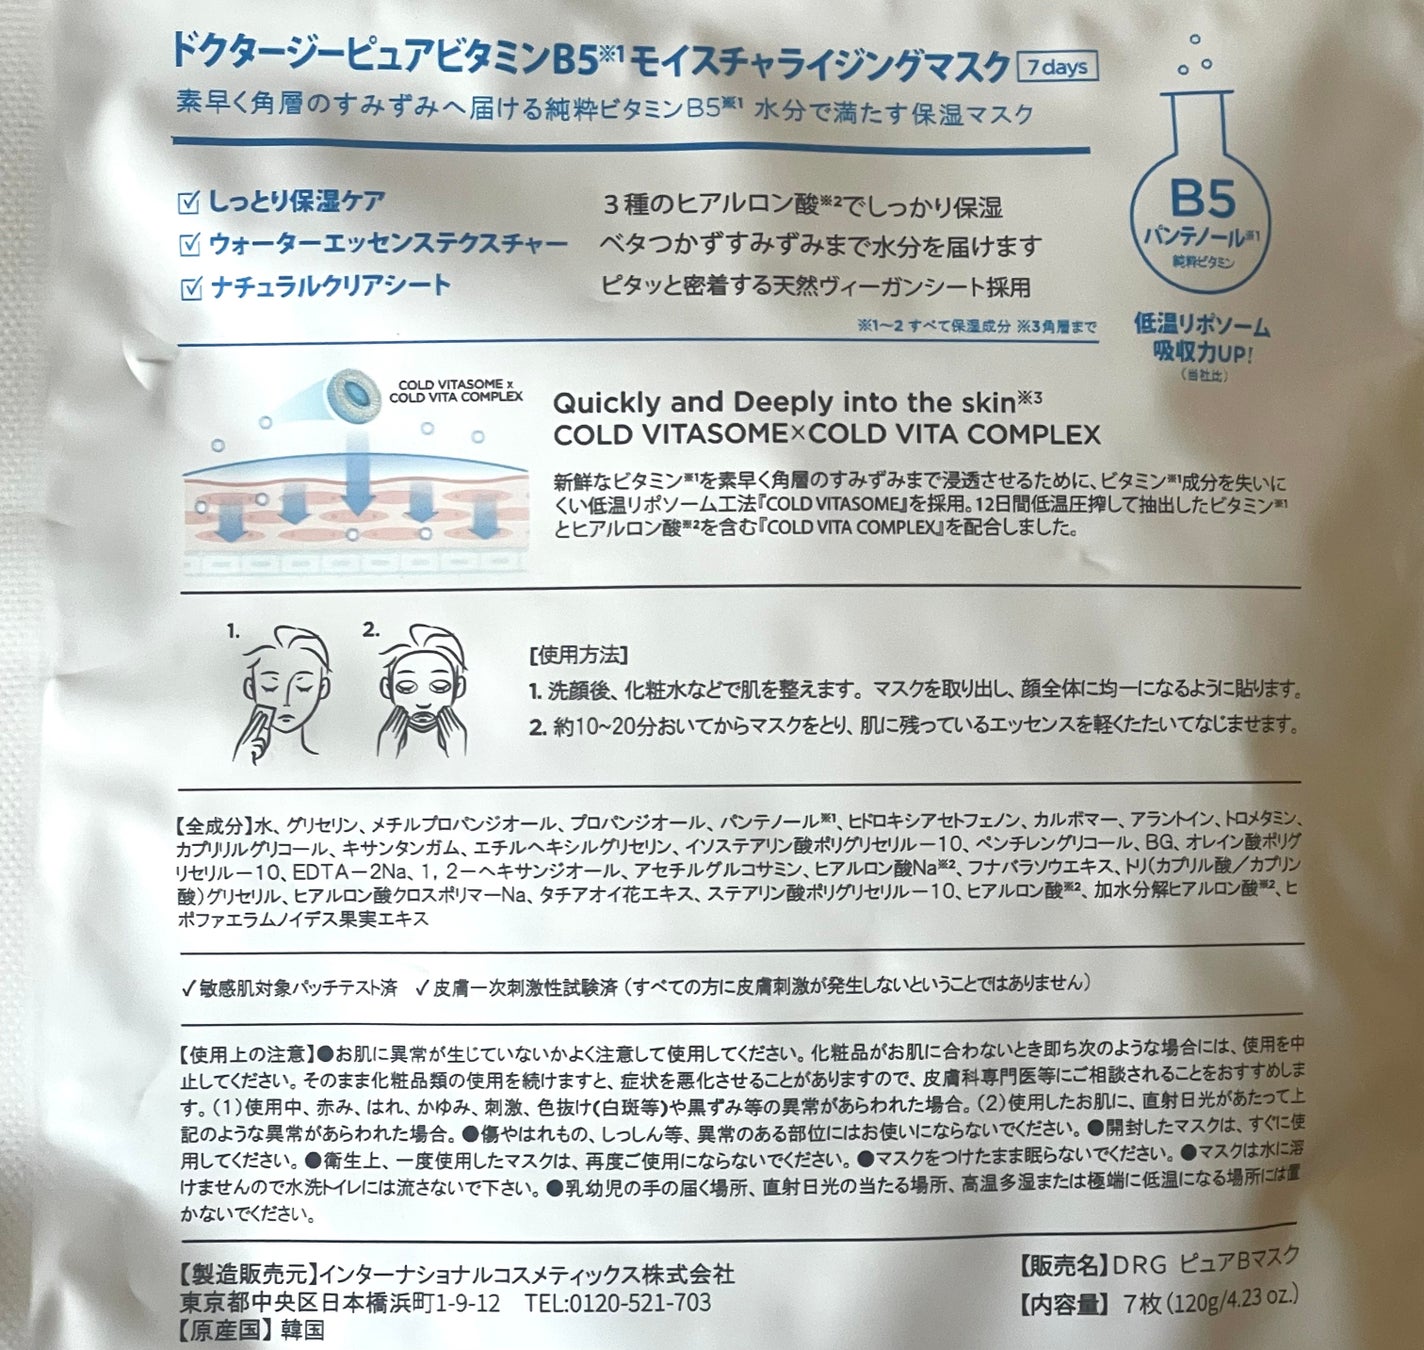 ドクタージーピュアビタミンB5※1モイスチャライジングマスク 7days
素早く角層のすみずみへ届ける純粋ビタミンB5※1 水分で満たす保湿マスク
しっとり保湿ケア 3種のヒアルロン酸※2でしっかり保湿
ウォーターエッセンステクスチャー ベタつかずすみずみまで水分を届けます
ナチュラルクリアシート ピタッと密着する天然ヴィーガンシート採用
※1～2 すべて保湿成分 ※3角層まで
B5
パンテノール※1
純粋ビタミン
低温リポソーム
吸収力UP!
(当社比)
COLD VITASOME x
COLD VITA COMPLEX
Quickly and Deeply into the skin※3
COLD VITASOME×COLD VITA COMPLEX
新鮮なビタミン※1を素早く角層のすみずみまで浸透させるために、ビタミン※1成分を失いに
くい低温リポソーム工法『COLD VITASOME』を採用。12日間低温圧搾して抽出したビタミン※1
とヒアルロン酸※2を含む『COLD VITA COMPLEX』を配合しました。
1. 2.
[使用方法]
1. 洗顔後、化粧水などで肌を整えます。マスクを取り出し、顔全体に均一になるように貼ります。
2. 約10~20分おいてからマスクをとり、肌に残っているエッセンスを軽くたたいてなじませます。
【全成分】水、グリセリン、メチルプロパンジオール、プロパンジオール、パンテノール※1、ヒドロキシアセトフェノン、カルボマー、アラントイン、トロメタミン、
カプリリルグリコール、キサンタンガム、エチルヘキシルグリセリン、イソステアリン酸ポリグリセリル－10、ペンチレングリコール、BG、オレイン酸ポリグ
リセリル－10、EDTA－2Na、1，2－ヘキサンジオール、アセチルグルコサミン、ヒアルロン酸Na※2、フナバラソウエキス、トリ(カプリル酸／カプリン
酸)グリセリル、ヒアルロン酸クロスポリマーNa、タチアオイ花エキス、ステアリン酸ポリグリセリル－10、ヒアルロン酸※2、加水分解ヒアルロン酸※2、ヒ
ポファエラムノイデス果実エキス
✓敏感肌対象パッチテスト済 ✓皮膚一次刺激性試験済（すべての方に皮膚刺激が発生しないということではありません）
【使用上の注意】●お肌に異常が生じていないかよく注意して使用してください。化粧品がお肌に合わないとき即ち次のような場合には、使用を中
止してください。そのまま化粧品類の使用を続けますと、症状を悪化させることがありますので、皮膚科専門医等にご相談されることをおすすめしま
す。(1)使用中、赤み、はれ、かゆみ、刺激、色抜け(白斑等)や黒ずみ等の異常があらわれた場合。(2)使用したお肌に、直射日光があたって上
記のような異常があらわれた場合。●傷やはれもの、しっしん等、異常のある部位にはお使いにならないでください。●開封したマスクは、すぐに使
用してください。●衛生上、一度使用したマスクは、再度ご使用にならないでください。●マスクをつけたまま眠らないでください。●マスクは水に溶
けませんので水洗トイレには流さないで下さい。●乳幼児の手の届く場所、直射日光の当たる場所、高温多湿または極端に低温になる場所には置
かないでください。
【製造販売元】インターナショナルコスメティックス株式会社
東京都中央区日本橋浜町1-9-12 TEL:0120-521-703
【原産国】韓国
【販売名】DRG ピュアBマスク
【内容量】7枚(120g/4.23 oz.)